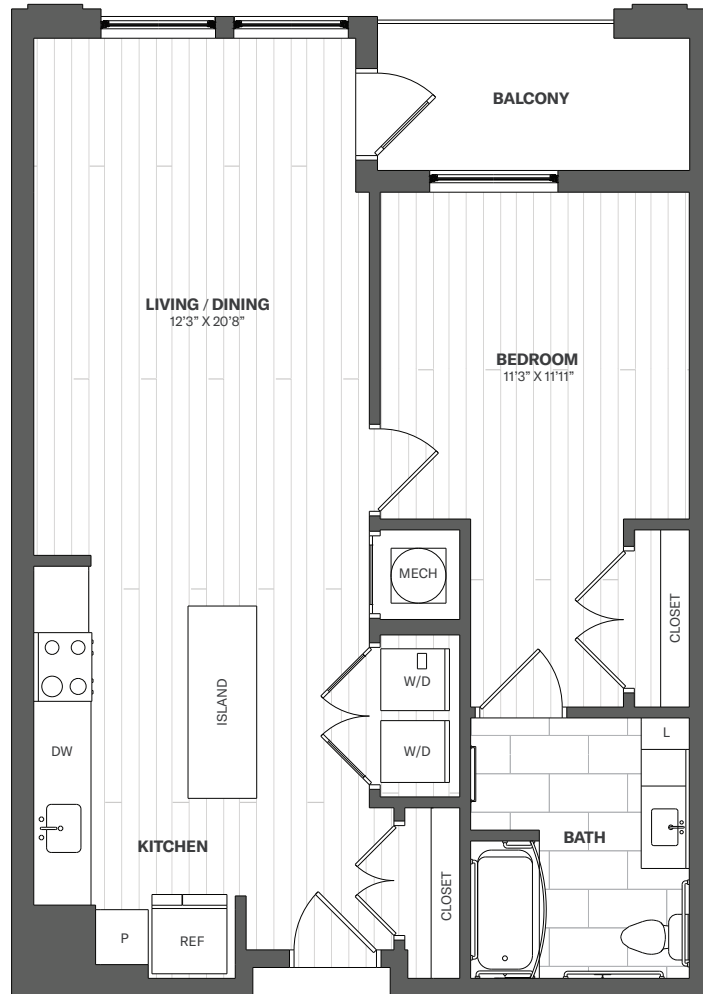 BALCONY
LIVING / DINING
12'3" X 20'8"
BEDROOM
11'3" X 11'11"
MECH
CLOSET
W/D
ISLAND
L
DW
W/D
KITCHEN
BATH
CLOSET
P
REF